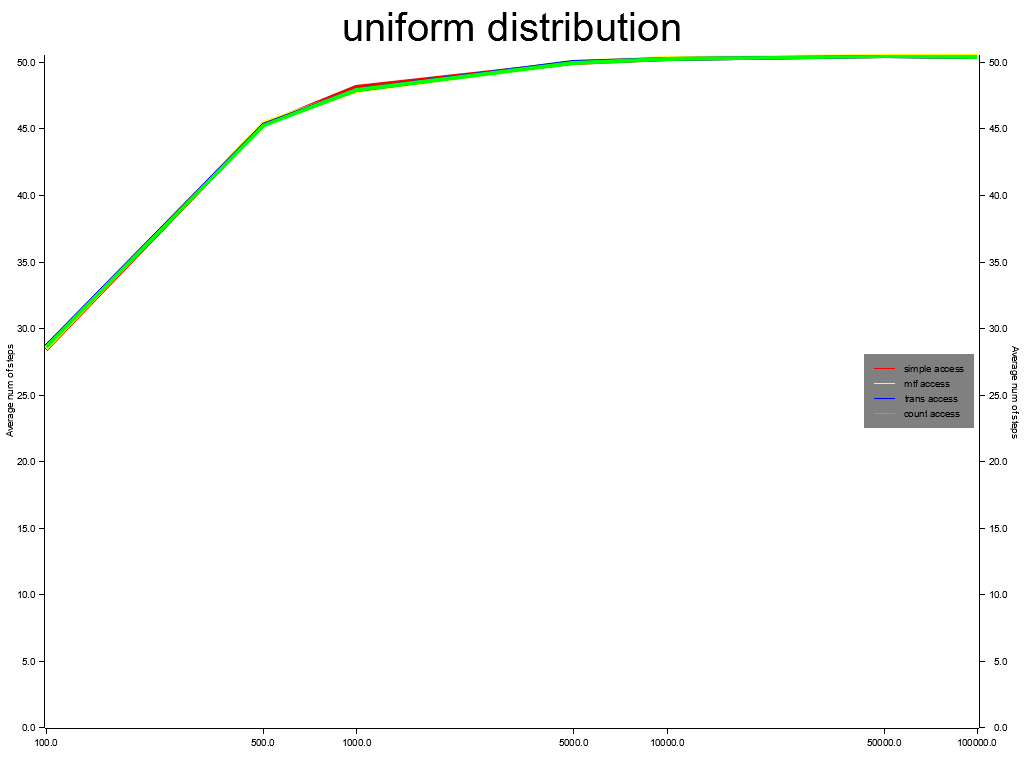 uniform distribution
50.0
45.0
40.0
35.0
30.0
25.0
20.0
15.0
10.0
5.0
0.0
Average num of steps
100.0 500.0 1000.0 5000.0 10000.0 50000.0 100000.0
50.0
45.0
40.0
35.0
30.0
25.0
20.0
15.0
10.0
5.0
0.0
Average num of steps
simple access
mtf access
trans access
count access